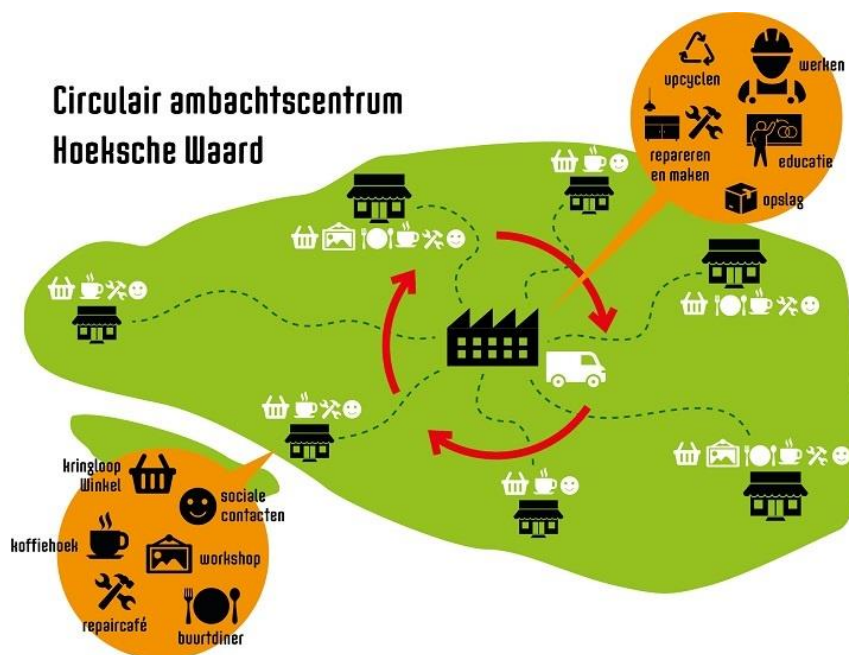 Circulair ambachtscentrum
Hoeksche Waard
upcyclen
werken
repareren
en maken
educatie
opslag
kringloop
Winkel
sociale
contacten
koffiehoek
workshop
repaircafé
buurtdiner